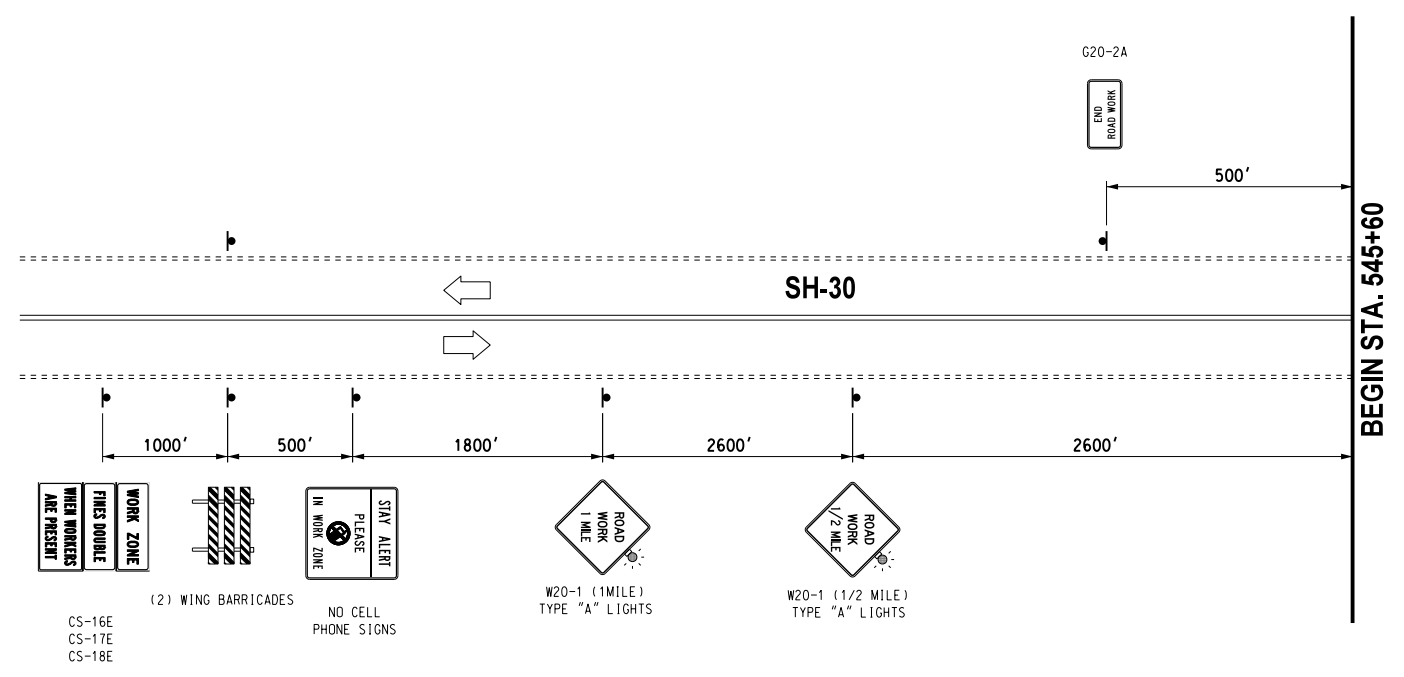 G20-2A
END
ROAD WORK
500'
SH-30
BEGIN STA. 545+60
1000'
500'
1800'
2600'
2600'
WORK ZONE
FINES DOUBLE
WHEN WORKERS
ARE PRESENT
STAY ALERT
PLEASE
IN WORK ZONE
ROAD
WORK
1 MILE
ROAD
WORK
1/2 MILE
(2) WING BARRICADES
NO CELL
PHONE SIGNS
W20-1 (1MILE)
TYPE "A" LIGHTS
W20-1 (1/2 MILE)
TYPE "A" LIGHTS
CS-16E
CS-17E
CS-18E